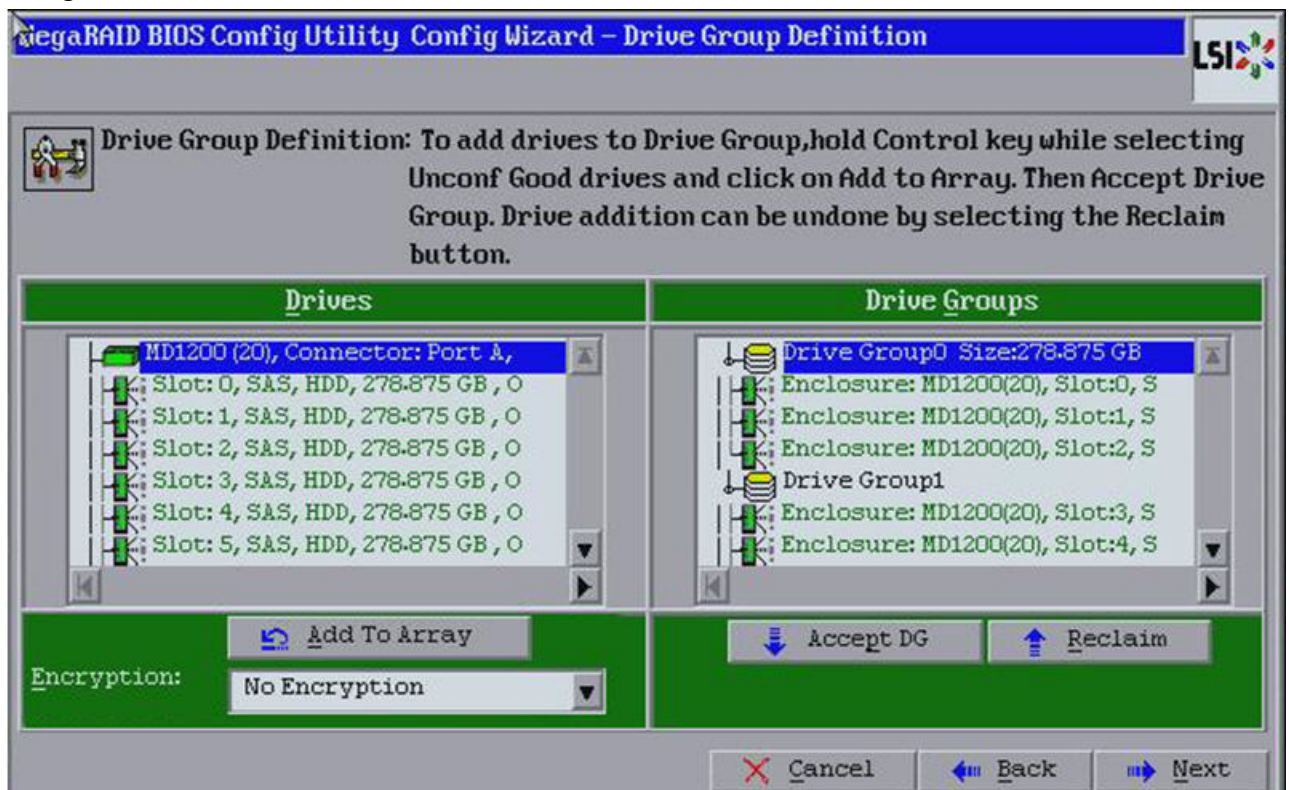 MegaRAID BIOS Config Utility Config Wizard – Drive Group Definition
LSI
Drive Group Definition: To add drives to Drive Group,hold Control key while selecting
Unconf Good drives and click on Add to Array. Then Accept Drive
Group. Drive addition can be undone by selecting the Reclaim
button.
Drives
MD1200 (20), Connector: Port A,
Slot: 0, SAS, HDD, 278.875 GB , O
Slot: 1, SAS, HDD, 278.875 GB , O
Slot: 2, SAS, HDD, 278.875 GB , O
Slot: 3, SAS, HDD, 278.875 GB , O
Slot: 4, SAS, HDD, 278.875 GB , O
Slot: 5, SAS, HDD, 278.875 GB , O
Add To Array
Encryption:
No Encryption
Drive Groups
Drive Group0 Size:278.875 GB
Enclosure: MD1200(20), Slot:0, S
Enclosure: MD1200(20), Slot:1, S
Enclosure: MD1200(20), Slot:2, S
Drive Group1
Enclosure: MD1200(20), Slot:3, S
Enclosure: MD1200(20), Slot:4, S
Accept DG
Reclaim
Cancel
Back
Next